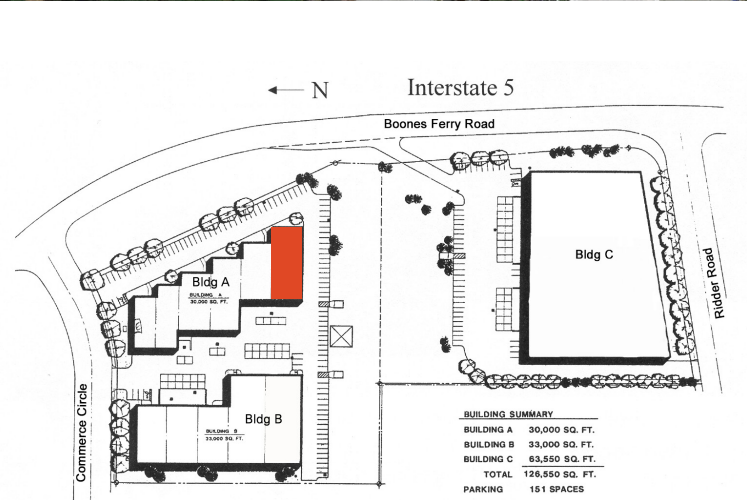 N
Interstate 5
Boones Ferry Road
Bldg A
BUILDING A
30,000 SQ. FT.
Bldg C
Ridder Road
Commerce Circle
Bldg B
BUILDING B
33,000 SQ. FT.
BUILDING SUMMARY
BUILDING A 30,000 SQ. FT.
BUILDING B 33,000 SQ. FT.
BUILDING C 63,550 SQ. FT.
TOTAL 126,550 SQ. FT.
PARKING 151 SPACES